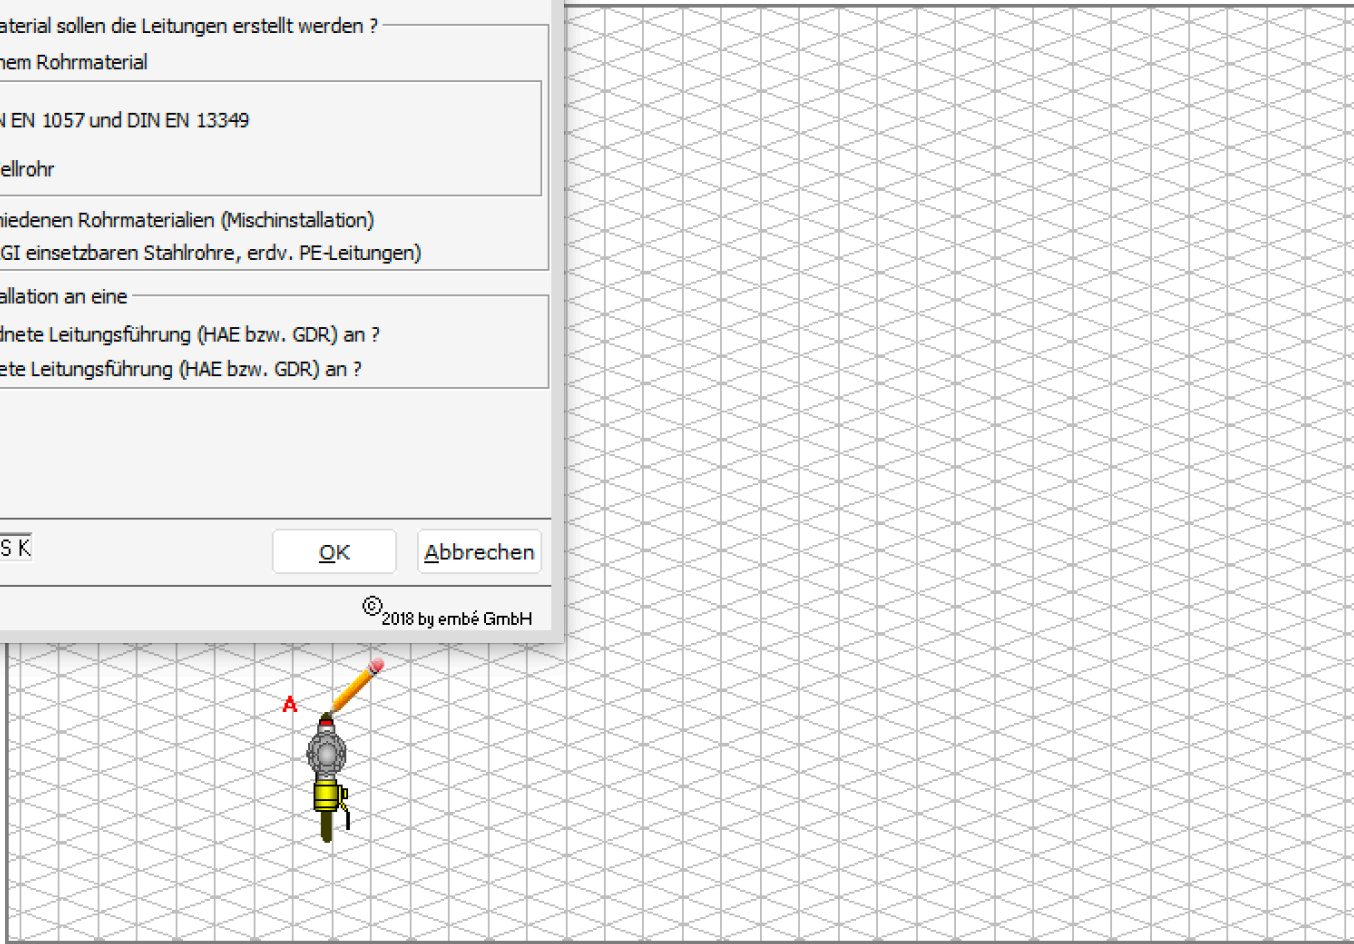 aterial sollen die Leitungen erstellt werden ?
nem Rohrmaterial
N EN 1057 und DIN EN 13349
ellrohr
iedenen Rohrmaterialien (Mischinstallation)
GI einsetzbaren Stahlrohre, erdv. PE-Leitungen)
allation an eine
dnete Leitungsführung (HAE bzw. GDR) an ?
ete Leitungsführung (HAE bzw. GDR) an ?
S K
OK
Abbrechen
© 2018 by embé GmbH
A